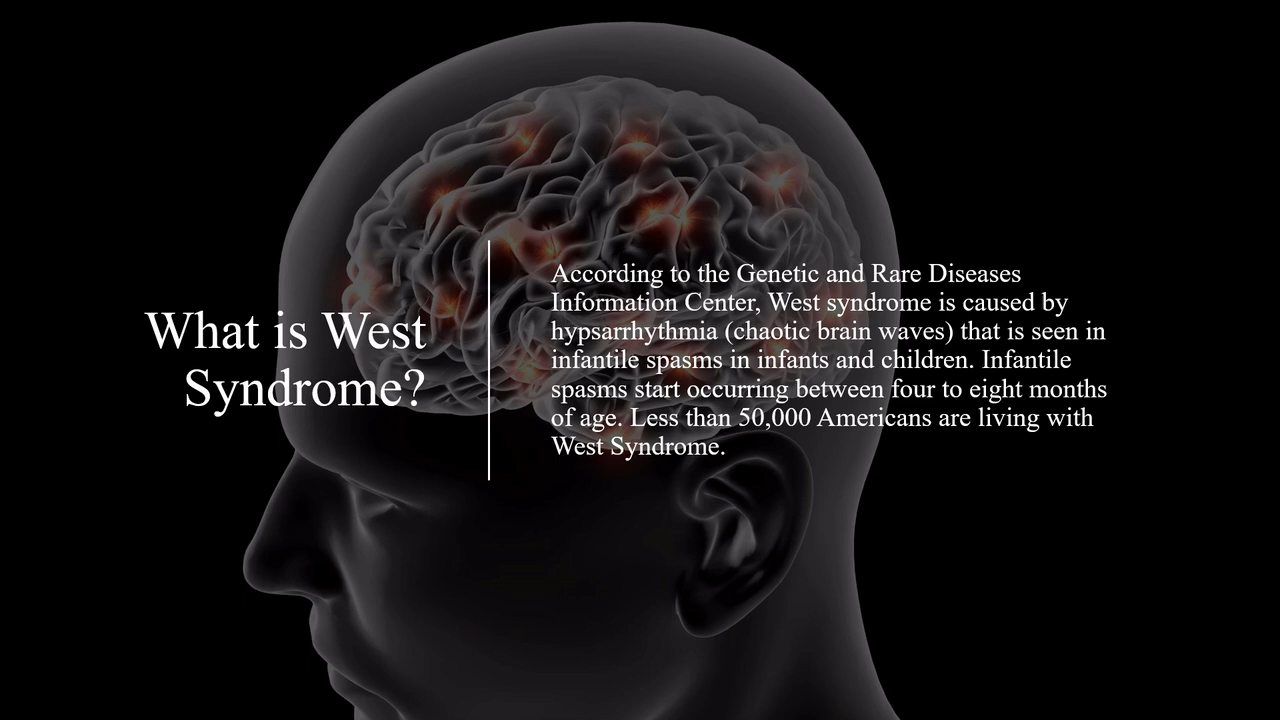 What is West
Syndrome?
According to the Genetic and Rare Diseases
Information Center, West syndrome is caused by
hypsarrhythmia (chaotic brain waves) that is seen in
infantile spasms in infants and children. Infantile
spasms start occurring between four to eight months
of age. Less than 50,000 Americans are living with
West Syndrome.